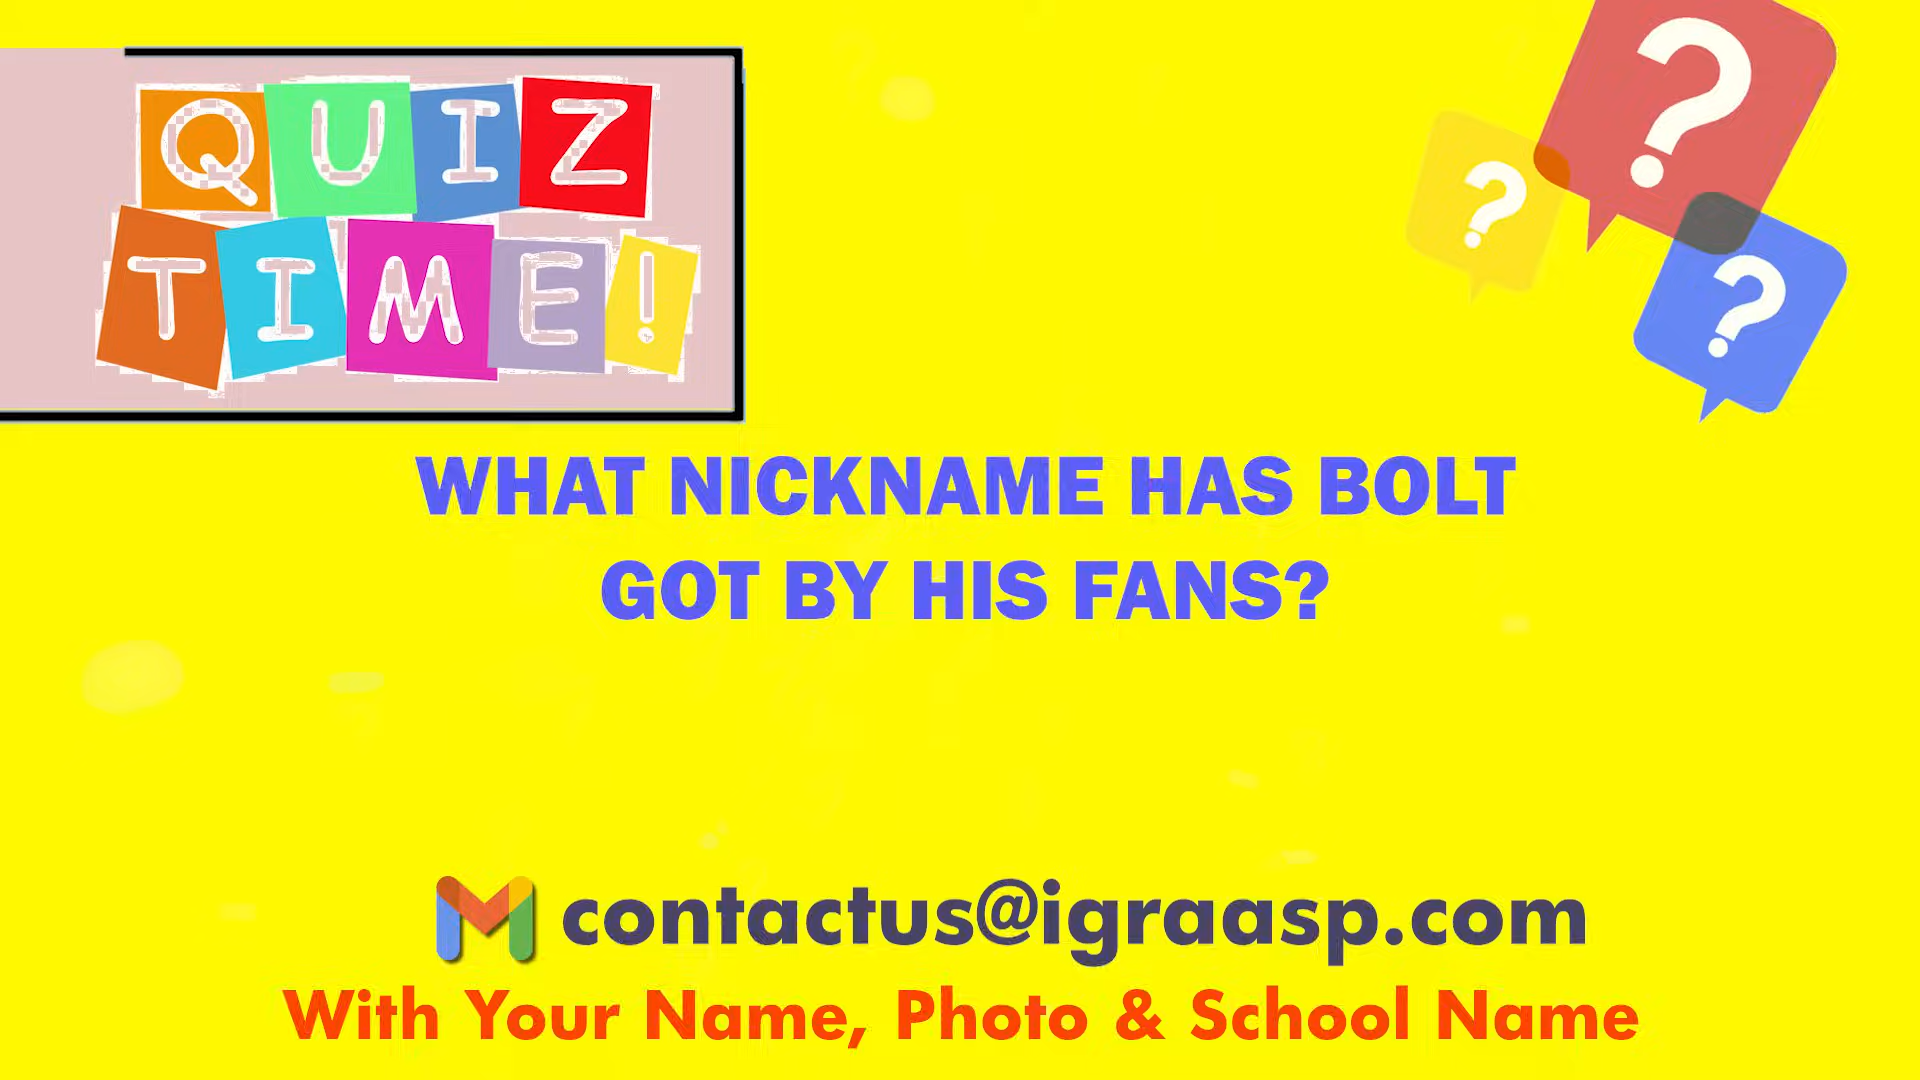 QUIZ
TIME!
WHAT NICKNAME HAS BOLT
GOT BY HIS FANS?
contactus@igraasp.com
With Your Name, Photo & School Name